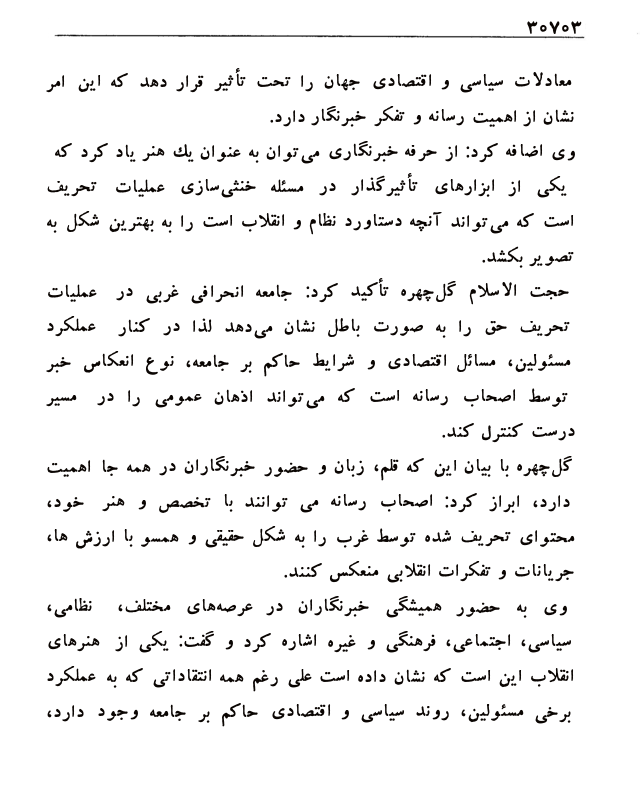 ۳۰۷۰۳
معادلات سیاسی و اقتصادی جهان را تحت تأثیر قرار دهد که این امر
نشان از اهمیت رسانه و تفکر خبرنگار دارد.
وی اضافه کرد: از حرفه خبرنگاری می‌توان به عنوان یك هنر یاد کرد که
یکی از ابزارهای تأثیرگذار در مسئله خنثی‌سازی عملیات تحریف
است که می‌تواند آنچه دستاورد نظام و انقلاب است را به بهترین شکل به
تصویر بکشد.
حجت الاسلام گل‌چهره تأکید کرد: جامعه انحرافی غربی در عملیات
تحریف حق را به صورت باطل نشان می‌دهد لذا در کنار عملکرد
مسئولین، مسائل اقتصادی و شرایط حاکم بر جامعه، نوع انعکاس خبر
توسط اصحاب رسانه است که می‌تواند اذهان عمومی را در مسیر
درست کنترل کند.
گل‌چهره با بیان این که قلم، زبان و حضور خبرنگاران در همه جا اهمیت
دارد، ابراز کرد: اصحاب رسانه می توانند با تخصص و هنر خود،
محتوای تحریف شده توسط غرب را به شکل حقیقی و همسو با ارزش ها،
جریانات و تفکرات انقلابی منعکس کنند.
وی به حضور همیشگی خبرنگاران در عرصه‌های مختلف، نظامی،
سیاسی، اجتماعی، فرهنگی و غیره اشاره کرد و گفت: یکی از هنرهای
انقلاب این است که نشان داده است علی رغم همه انتقاداتی که به عملکرد
برخی مسئولین، روند سیاسی و اقتصادی حاکم بر جامعه وجود دارد،